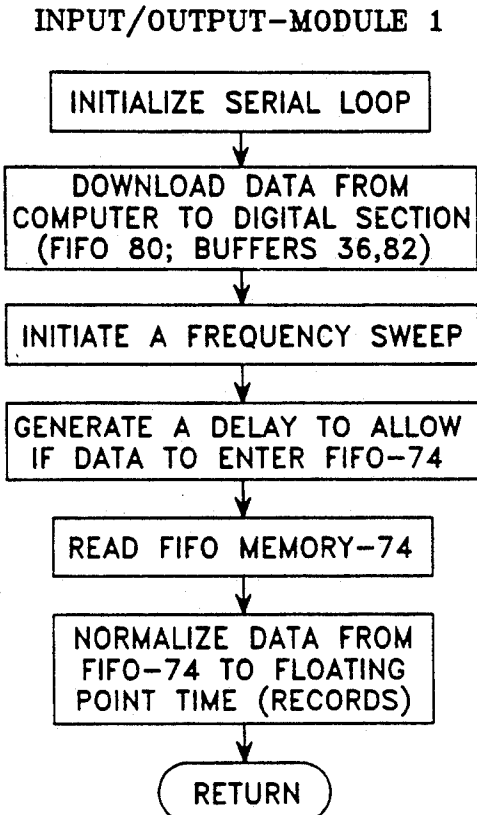 INPUT/OUTPUT-MODULE 1
INITIALIZE SERIAL LOOP
DOWNLOAD DATA FROM
COMPUTER TO DIGITAL SECTION
(FIFO 80; BUFFERS 36,82)
INITIATE A FREQUENCY SWEEP
GENERATE A DELAY TO ALLOW
IF DATA TO ENTER FIFO-74
READ FIFO MEMORY-74
NORMALIZE DATA FROM
FIFO-74 TO FLOATING
POINT TIME (RECORDS)
RETURN